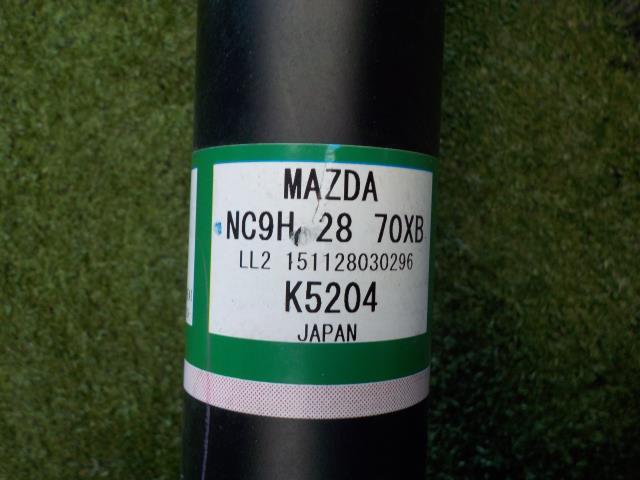 MAZDA
NC9H 28 70XB
LL2 151128030296
K5204
JAPAN